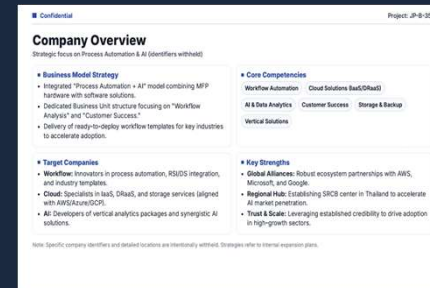 Confidential
Project: JP-B-35
Company Overview
Strategic focus on Process Automation & AI (identifiers withheld)
Business Model Strategy
• Integrated "Process Automation + AI" model combining MFP
hardware with software solutions.
• Dedicated Business Unit structure focusing on "Workflow
Analysis" and "Customer Success."
• Delivery of ready-to-deploy workflow templates for key industries
to accelerate adoption.
Core Competencies
Workflow Automation Cloud Solutions (IaaS/DRaaS)
AI & Data Analytics Customer Success Storage & Backup
Vertical Solutions
Target Companies
• Workflow: Innovators in process automation, RSI/DS integration,
and industry templates.
• Cloud: Specialists in IaaS, DRaaS, and storage services (aligned
with AWS/Azure/GCP).
• AI: Developers of vertical analytics packages and synergistic AI
solutions.
Key Strengths
• Global Alliances: Robust ecosystem partnerships with AWS,
Microsoft, and Google.
• Regional Hub: Establishing SRCB center in Thailand to accelerate
AI market penetration.
• Trust & Scale: Leveraging established credibility to drive adoption
in high-growth sectors.
Note: Specific company identifiers and detailed locations are intentionally withheld. Strategies refer to internal expansion plans.